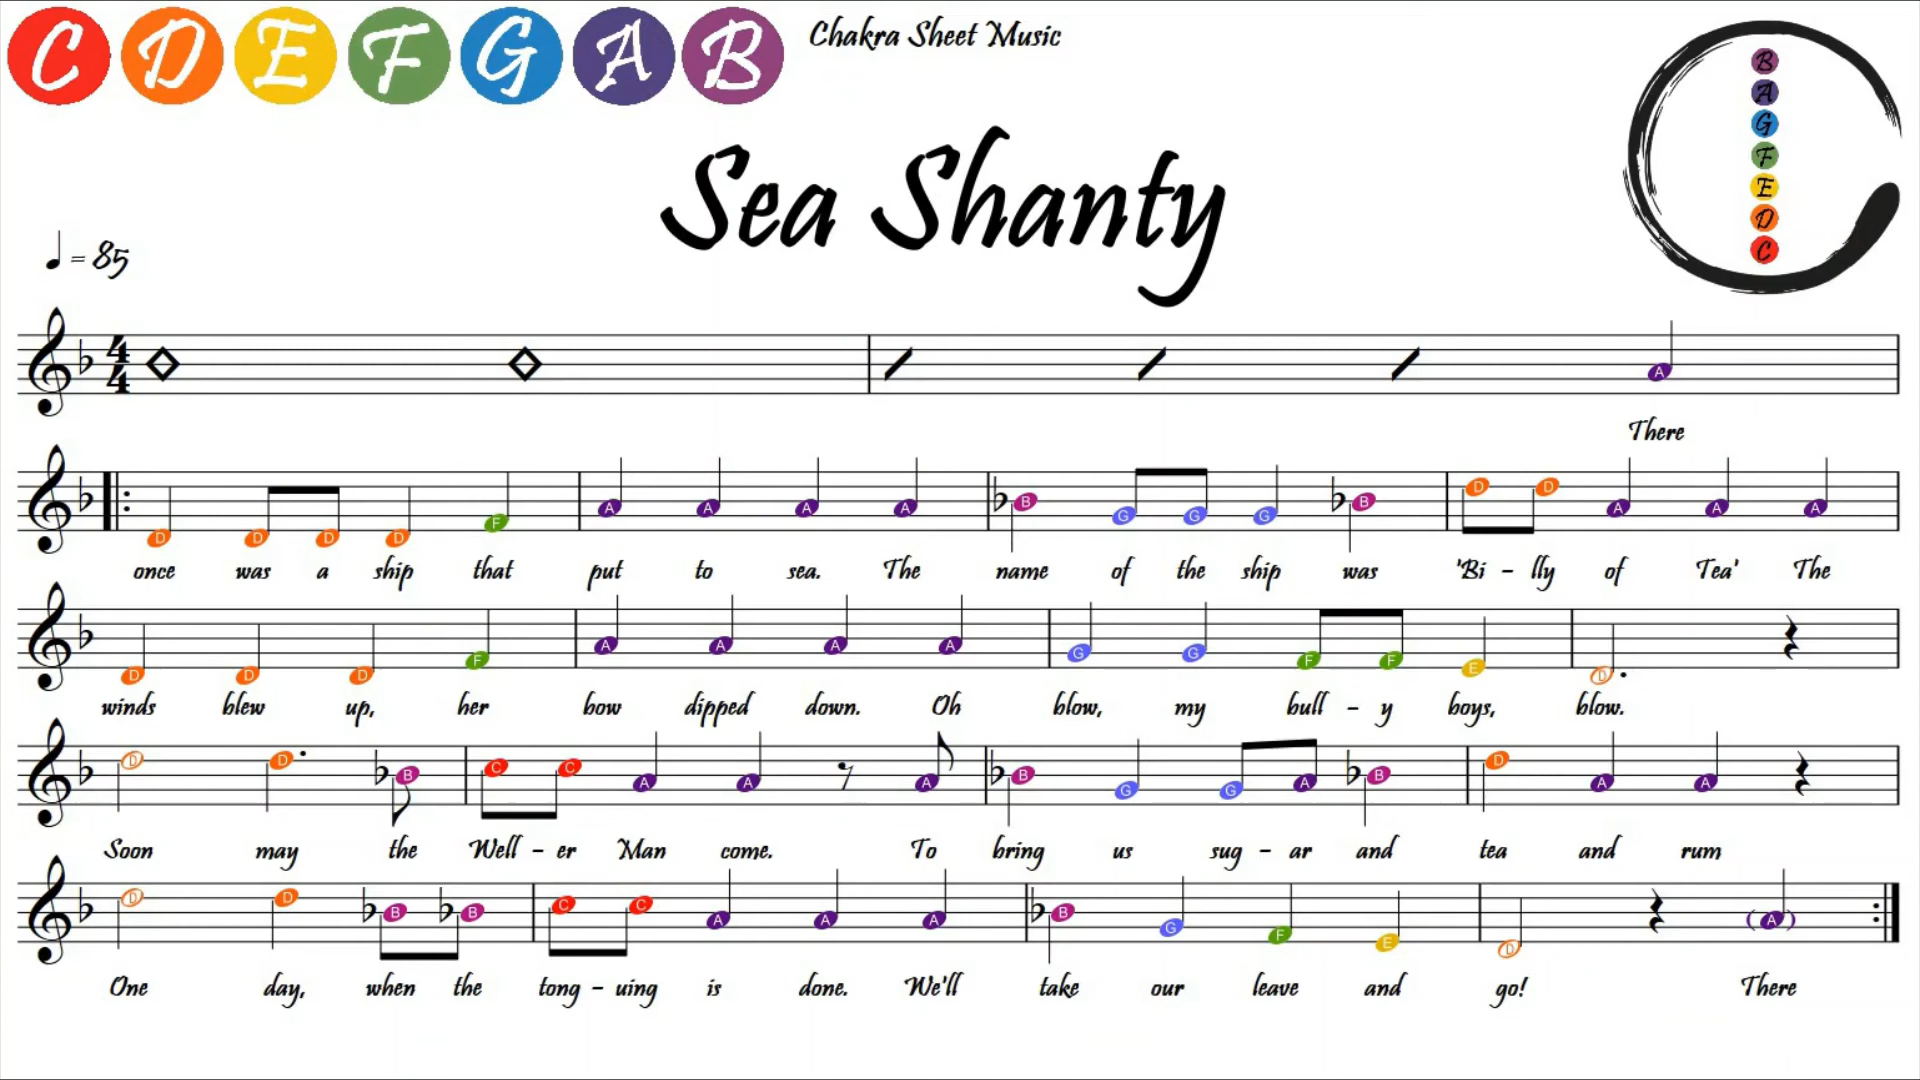 C D E F G A B Chakra Sheet Music
B
A
G
F
E
D
C
Sea Shanty
= 85
4
4
A
There
D D D D F A A A A B G G G B D D A A A
once was a ship that put to sea. The name of the ship was 'Bi - lly of Tea' The
D D D F A A A A G G F F E D
winds blew up, her bow dipped down. Oh blow, my bull - y boys, blow.
D D B C C A A A B G G A B D A A
Soon may the Well - er Man come. To bring us sug - ar and tea and rum
D D B B C C A A A B G F E D (A)
One day, when the tong - uing is done. We'll take our leave and go! There